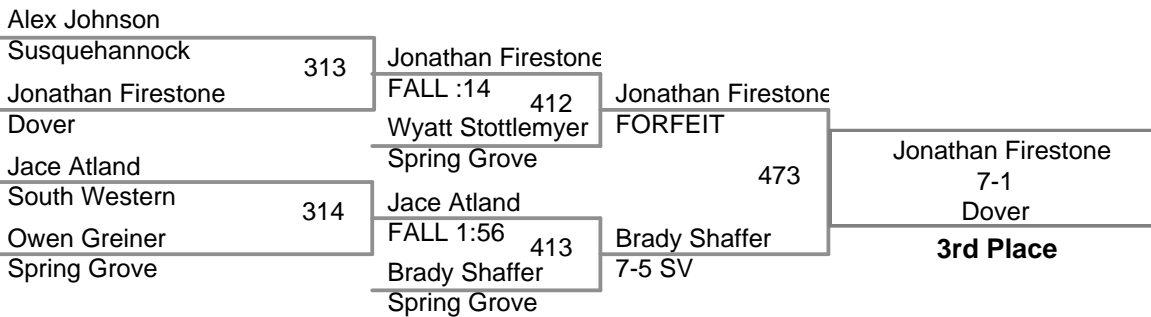 Alex Johnson
Susquehannock
313
Jonathan Firestone
Dover
Jace Atland
South Western
314
Owen Greiner
Spring Grove
Jonathan Firestone
FALL :14
412
Wyatt Stottlemyer
Spring Grove
Jace Atland
FALL 1:56
413
Brady Shaffer
Spring Grove
Jonathan Firestone
FORFEIT
473
Brady Shaffer
7-5 SV
Jonathan Firestone
7-1
Dover
3rd Place